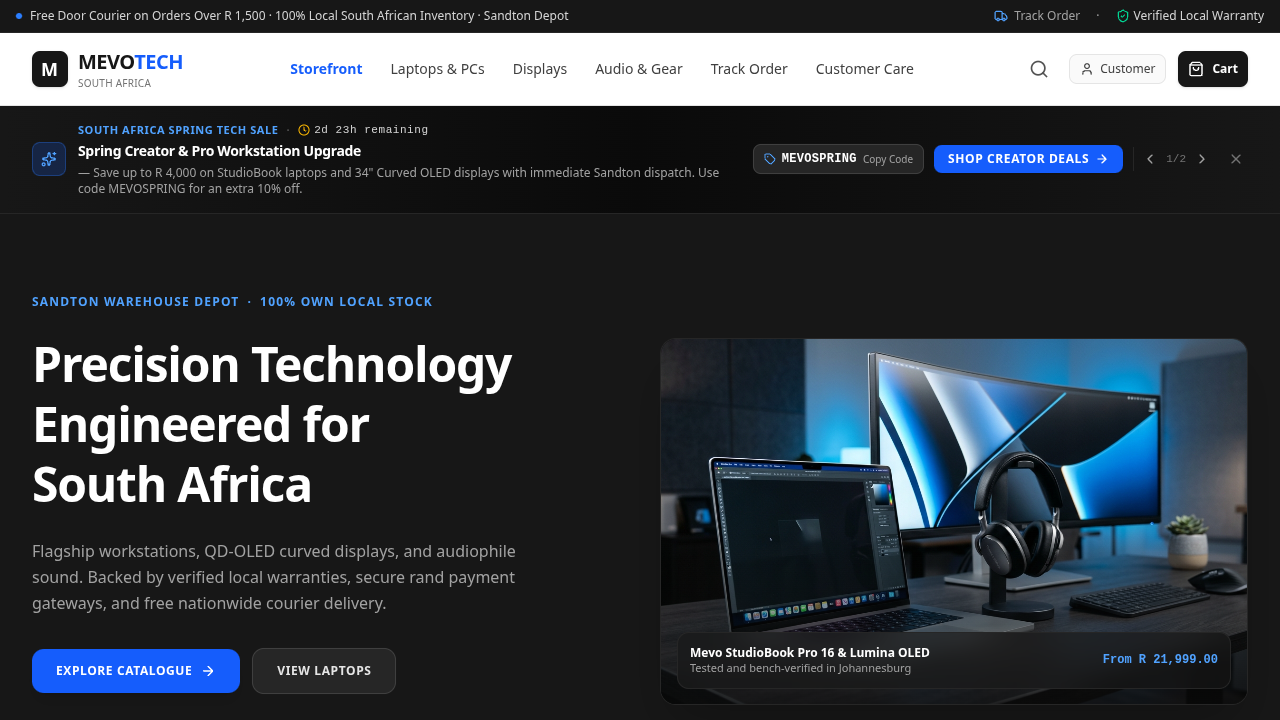 Free Door Courier on Orders Over R 1,500 · 100% Local South African Inventory · Sandton Depot
Track Order · Verified Local Warranty
M MEVOTECH
SOUTH AFRICA
Storefront Laptops & PCs Displays Audio & Gear Track Order Customer Care
Customer
Cart
SOUTH AFRICA SPRING TECH SALE · 2d 23h remaining
Spring Creator & Pro Workstation Upgrade
— Save up to R 4,000 on StudioBook laptops and 34" Curved OLED displays with immediate Sandton dispatch. Use
code MEVOSPRING for an extra 10% off.
MEVOSPRING Copy Code
SHOP CREATOR DEALS
1/2
SANDTON WAREHOUSE DEPOT · 100% OWN LOCAL STOCK
Precision Technology
Engineered for
South Africa
Flagship workstations, QD-OLED curved displays, and audiophile
sound. Backed by verified local warranties, secure rand payment
gateways, and free nationwide courier delivery.
EXPLORE CATALOGUE
VIEW LAPTOPS
Mevo StudioBook Pro 16 & Lumina OLED
Tested and bench-verified in Johannesburg
From R 21,999.00